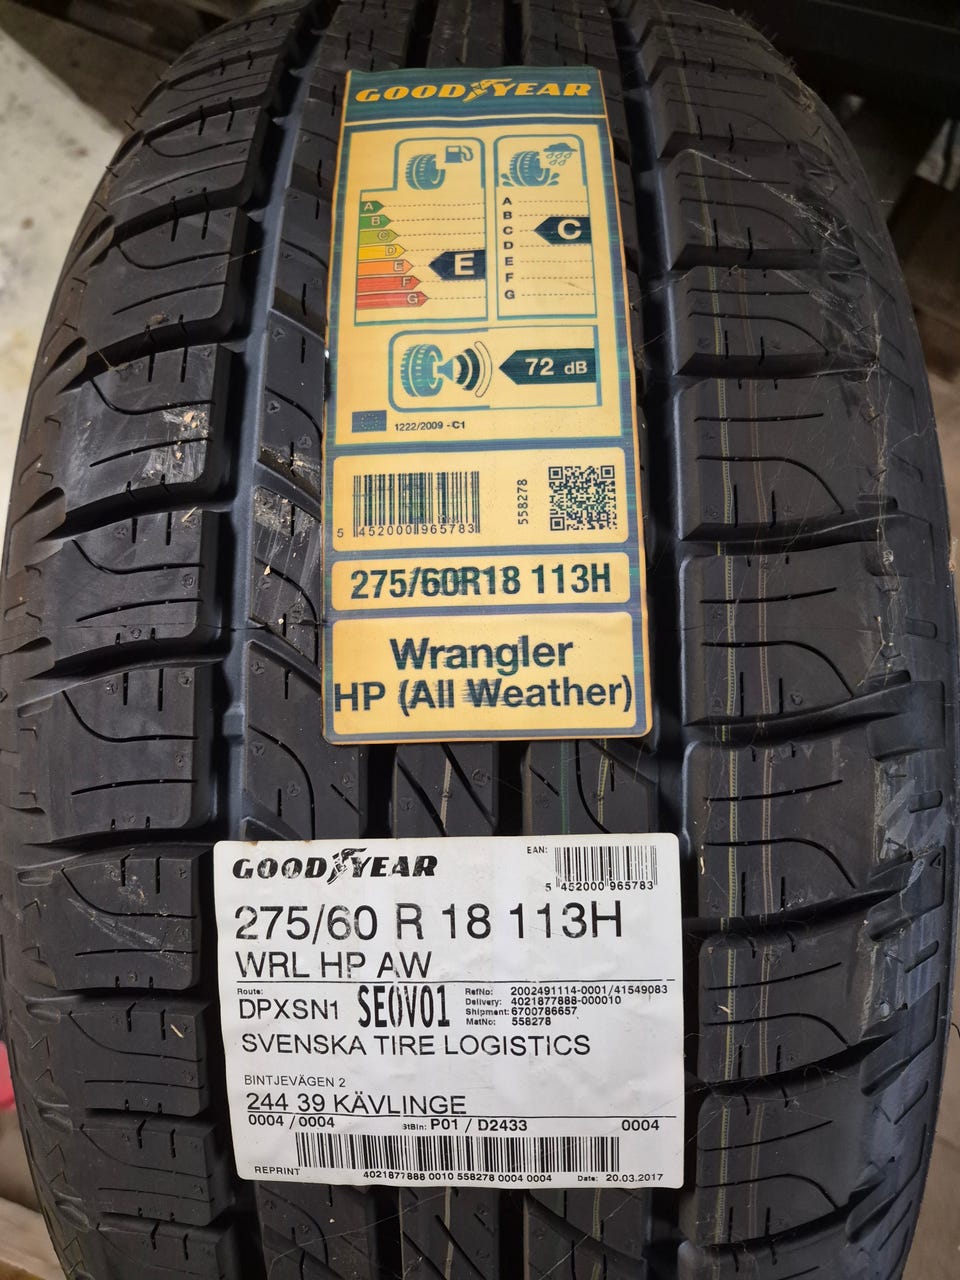 GOODYEAR
A
B
C
D
E
F
G
E
A
B
C
D
E
F
G
C
72 dB
1222/2009 - C1
5 452000 965783
558278
275/60R18 113H
Wrangler
HP (All Weather)
GOODYEAR
EAN:
5 452000 965783
275/60 R 18 113H
WRL HP AW
Route:
DPXSN1 SE0V01
RefNo: 2002491114-0001/41549083
Delivery: 4021877888-000010
Shipment: 6700786657
MatNo: 558278
SVENSKA TIRE LOGISTICS
BINTJEVÄGEN 2
244 39 KÄVLINGE
0004 / 0004 StBin: P01 / D2433 0004
REPRINT 4021877888 0010 558278 0004 0004 Date: 20.03.2017